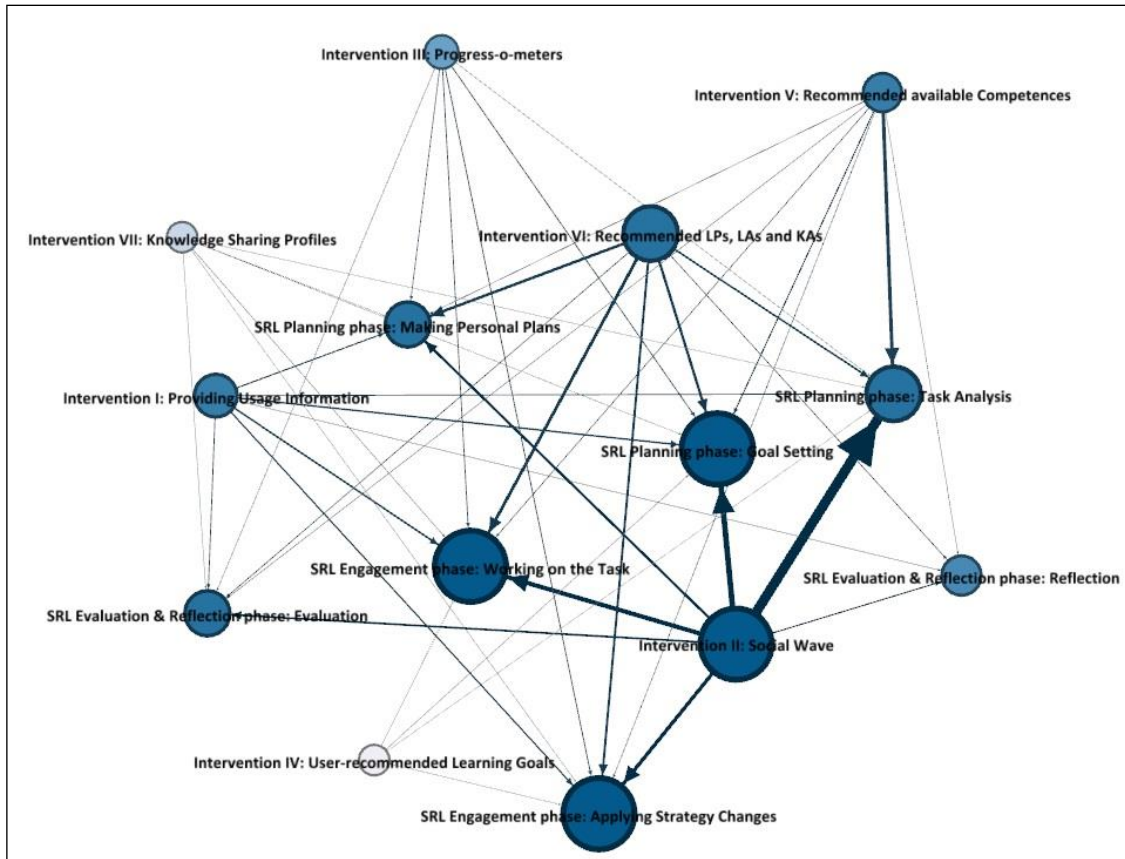 Intervention III: Progress-o-meters
Intervention V: Recommended available Competences
Intervention VII: Knowledge Sharing Profiles
Intervention VI: Recommended LPs, LAs and KAs
SRL Planning phase: Making Personal Plans
Intervention I: Providing Usage Information
SRL Planning phase: Task Analysis
SRL Planning phase: Goal Setting
SRL Engagement phase: Working on the Task
SRL Evaluation & Reflection phase: Reflection
SRL Evaluation & Reflection phase: Evaluation
Intervention II: Social Wave
Intervention IV: User-recommended Learning Goals
SRL Engagement phase: Applying Strategy Changes